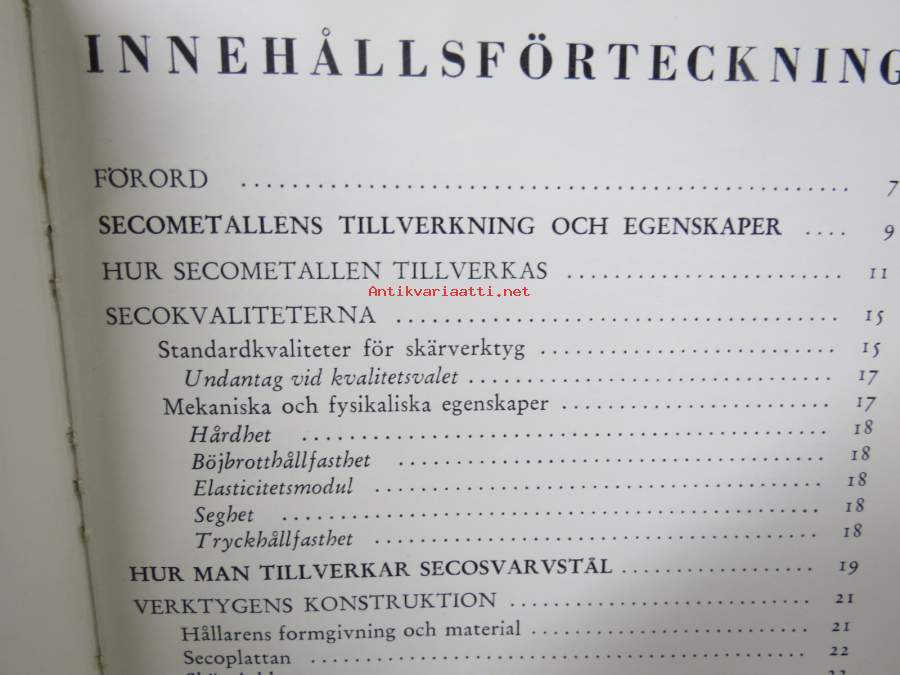 INNEHÅLLSFÖRTECKNING
FÖRORD ........ 7
SECOMETALLENS TILLVERKNING OCH EGENSKAPER .... 9
HUR SECOMETALLEN TILLVERKAS ........ 11
Antikvariaatti.net
SECOKVALITETERNA ........ 15
Standardkvaliteter för skärverktyg ........ 15
Undantag vid kvalitetsvalet ........ 17
Mekaniska och fysikaliska egenskaper ........ 17
Hårdhet ........ 18
Böjbrotthållfasthet ........ 18
Elasticitetsmodul ........ 18
Seghet ........ 18
Tryckhållfasthet ........ 18
HUR MAN TILLVERKAR SECOSVARVSTÅL ........ 19
VERKTYGENS KONSTRUKTION ........ 21
Hållarens formgivning och material ........ 21
Secoplattan ........ 22